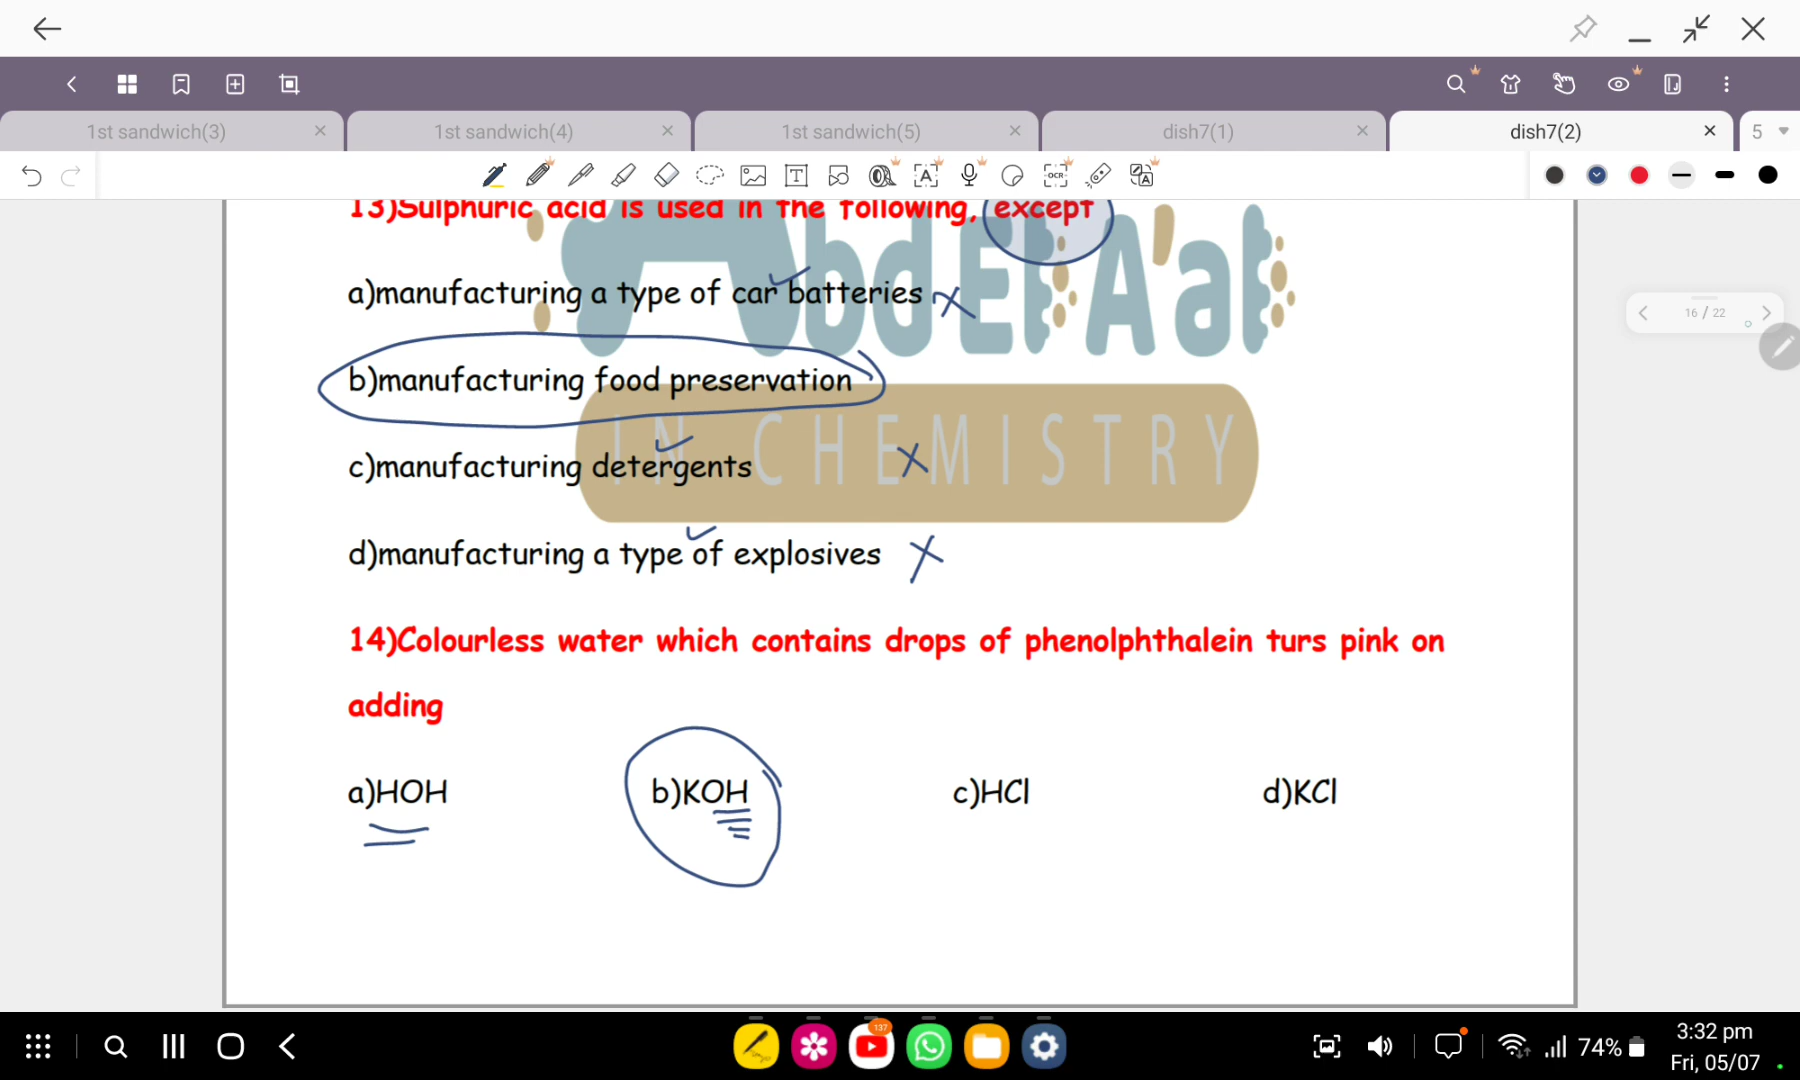 1st sandwich(3)
1st sandwich(4)
1st sandwich(5)
dish7(1)
dish7(2)
5
13)Sulphuric acid is used in the following, except
Abd El A'al
IN CHEMISTRY
a)manufacturing a type of car batteries
b)manufacturing food preservation
c)manufacturing detergents
d)manufacturing a type of explosives
14)Colourless water which contains drops of phenolphthalein turs pink on
adding
a)HOH b)KOH c)HCl d)KCl
16 / 22
137
74%
3:32 pm
Fri, 05/07